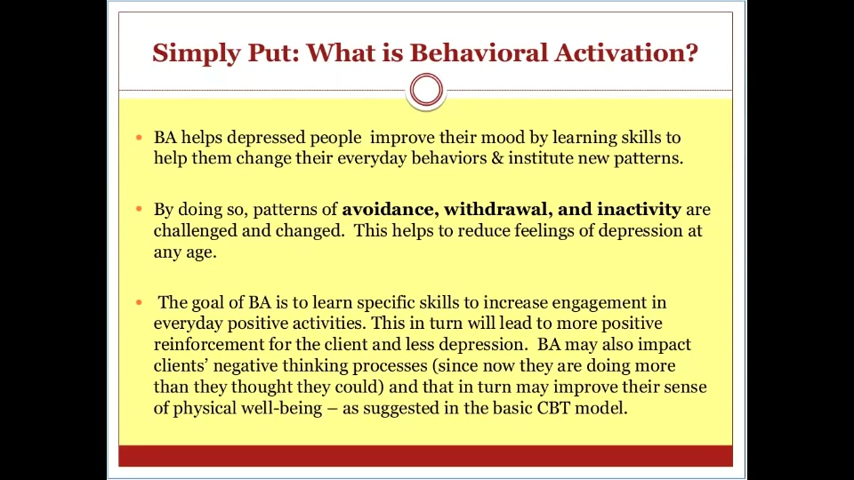 Simply Put: What is Behavioral Activation?
• BA helps depressed people improve their mood by learning skills to
help them change their everyday behaviors & institute new patterns.
• By doing so, patterns of avoidance, withdrawal, and inactivity are
challenged and changed. This helps to reduce feelings of depression at
any age.
• The goal of BA is to learn specific skills to increase engagement in
everyday positive activities. This in turn will lead to more positive
reinforcement for the client and less depression. BA may also impact
clients’ negative thinking processes (since now they are doing more
than they thought they could) and that in turn may improve their sense
of physical well-being – as suggested in the basic CBT model.